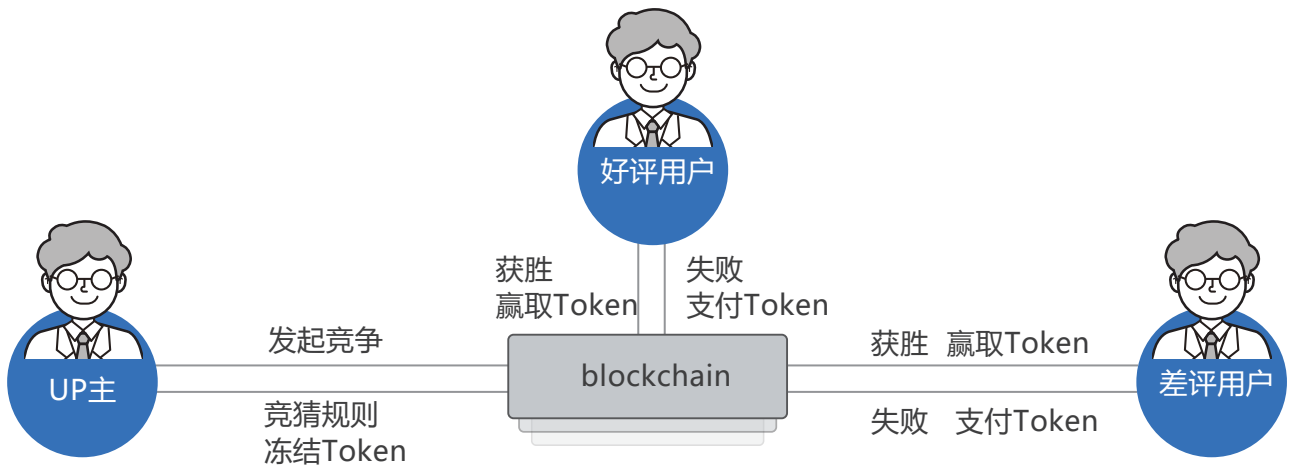 好评用户
获胜
赢取Token
失败
支付Token
UP主
发起竞争
竞猜规则
冻结Token
blockchain
获胜 赢取Token
失败 支付Token
差评用户